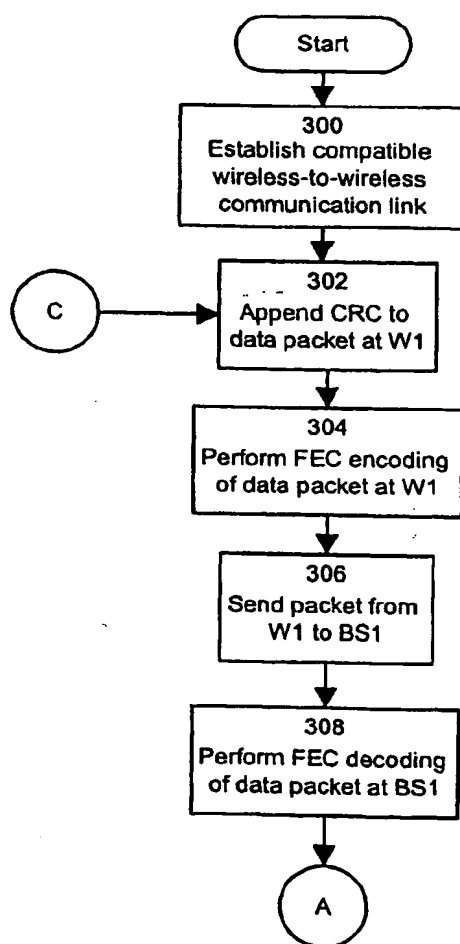 Start
300
Establish compatible
wireless-to-wireless
communication link
C
302
Append CRC to
data packet at W1
304
Perform FEC encoding
of data packet at W1
306
Send packet from
W1 to BS1
308
Perform FEC decoding
of data packet at BS1
A